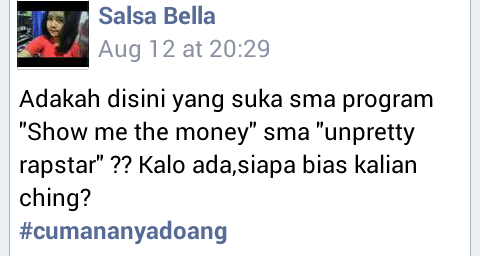 Salsa Bella
Aug 12 at 20:29
Adakah disini yang suka sma program
"Show me the money" sma "unpretty
rapstar" ?? Kalo ada,siapa bias kalian
ching?
#cumananyadoang